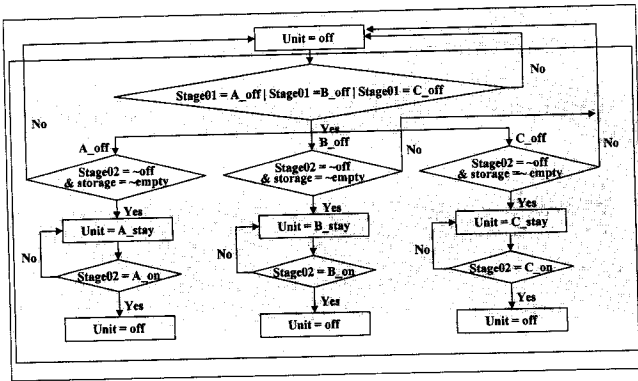 Unit = off
Stage01 = A_off | Stage01 =B_off | Stage01 = C_off
No
No
Yes
A_off
B_off
C_off
No
No
Stage02 = ~off
& storage = ~empty
Stage02 = ~off
& storage = ~empty
Stage02 = ~off
& storage = ~empty
Yes
Yes
Yes
Unit = A_stay
Unit = B_stay
Unit = C_stay
No
No
No
Stage02 = A_on
Stage02 = B_on
Stage02 = C_on
Yes
Yes
Yes
Unit = off
Unit = off
Unit = off